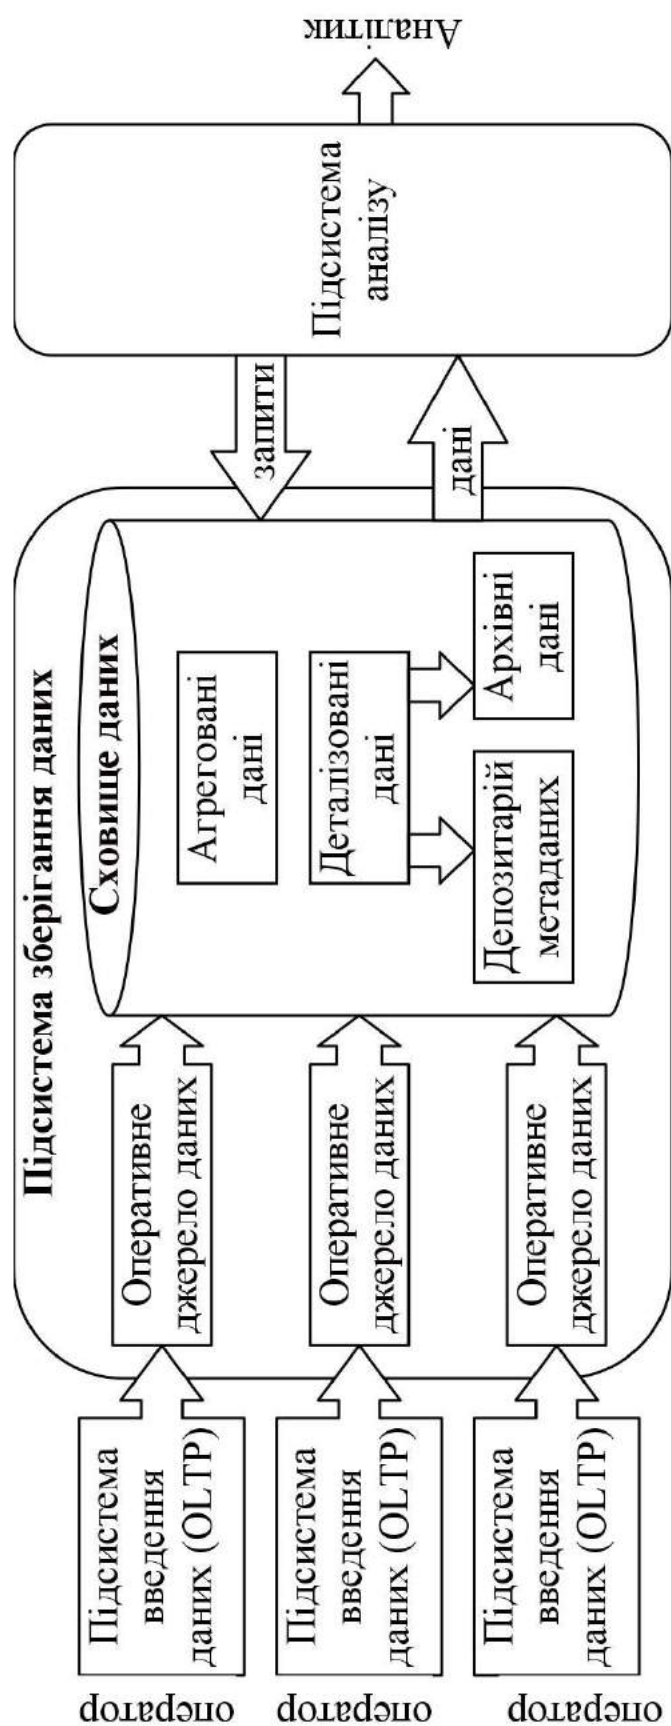 Підсистема зберігання даних
оператор
Підсистема
введення
даних (OLTP)
Оперативне
джерело даних
оператор
Підсистема
введення
даних (OLTP)
Оперативне
джерело даних
оператор
Підсистема
введення
даних (OLTP)
Оперативне
джерело даних
Сховище даних
Агреговані
дані
Деталізовані
дані
Депозитарій
метаданих
Архівні
дані
запити
дані
Підсистема
аналізу
Аналітик